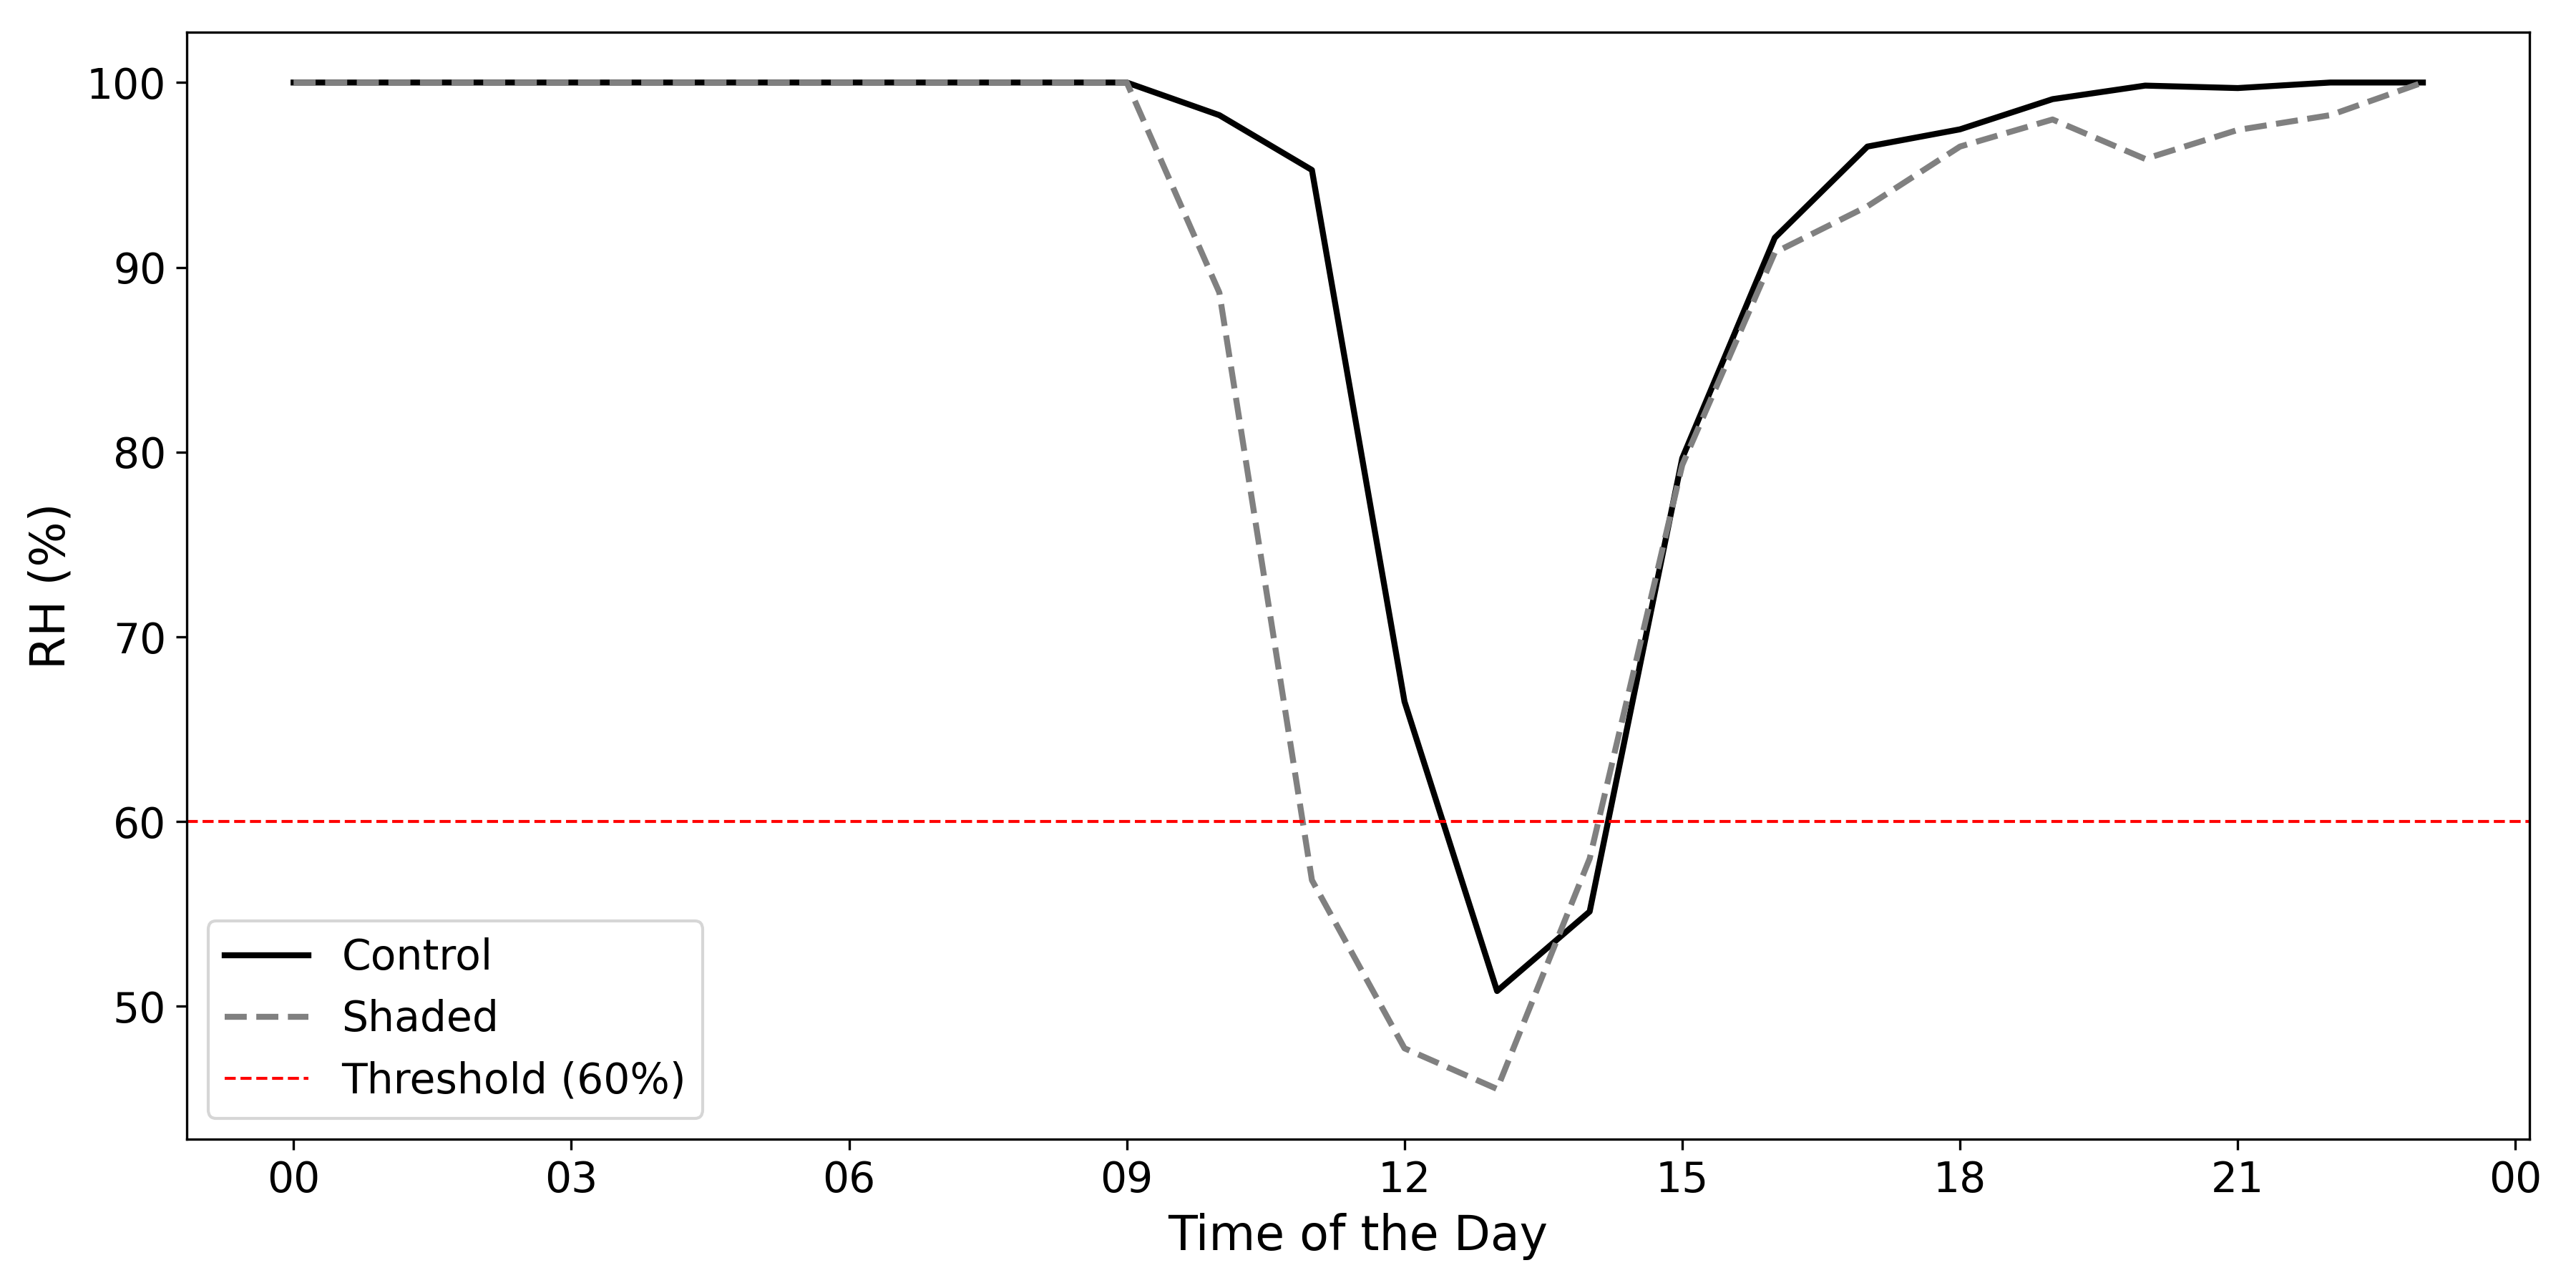 100
90
80
70
60
50
RH (%)
Control
Shaded
Threshold (60%)
00 03 06 09 12 15 18 21 00
Time of the Day